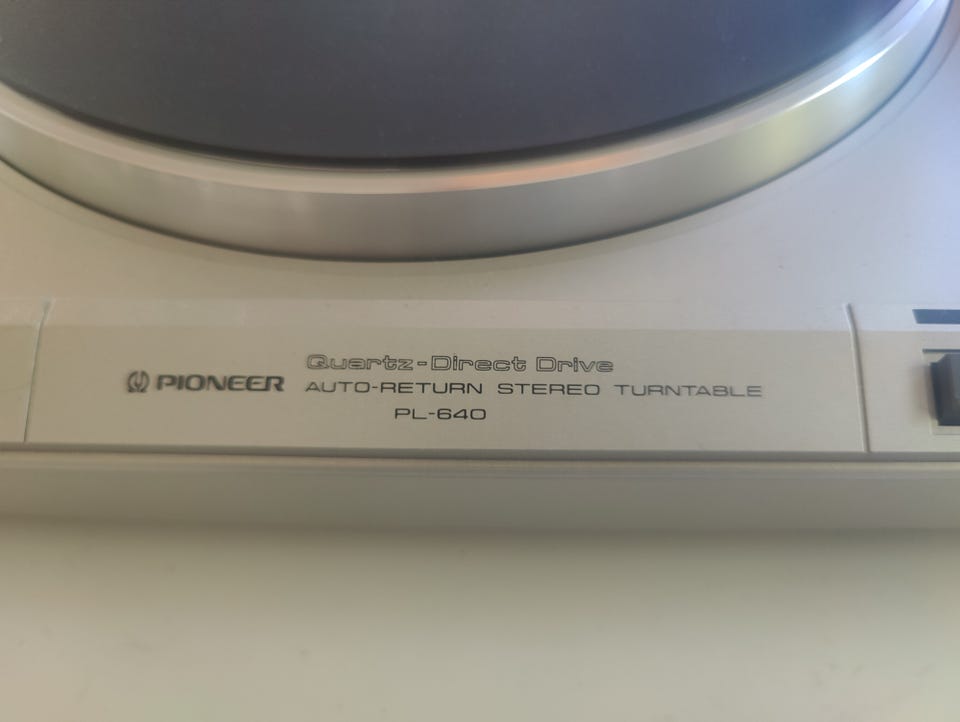 Quartz-Direct Drive
PIONEER AUTO-RETURN STEREO TURNTABLE
PL-640